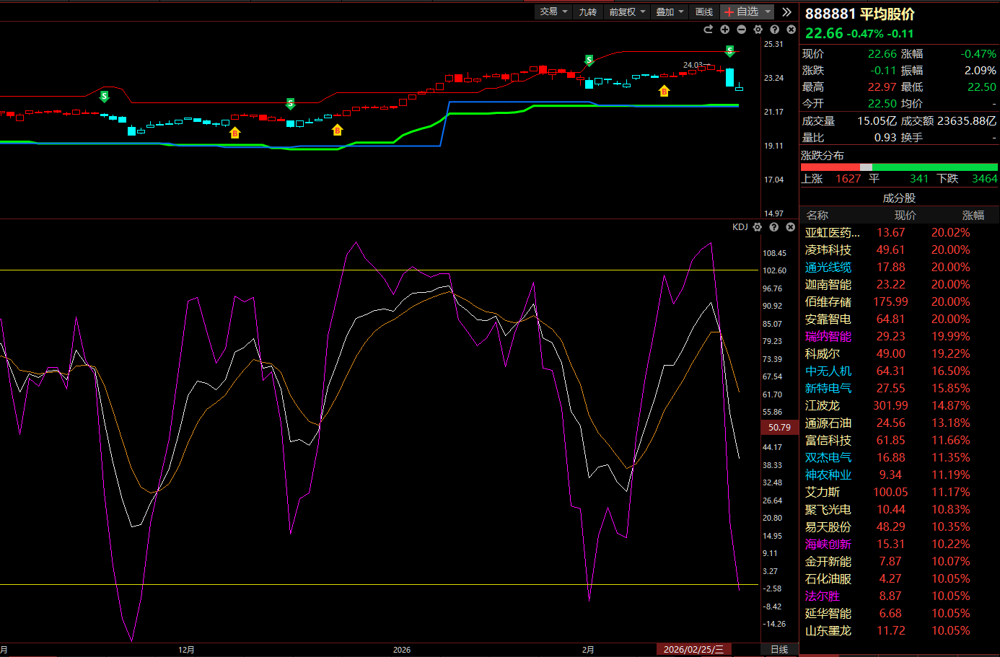 交易 九转 前复权 叠加 画线 +自选
888881 平均股价
22.66 -0.47% -0.11
现价 22.66 涨幅 -0.47%
涨跌 -0.11 振幅 2.09%
最高 22.97 最低 22.50
今开 22.50 均价 -
成交量 15.05亿 成交额 23635.88亿
量比 0.93 换手 -
涨跌分布
上涨 1627 平 341 下跌 3464
成分股
名称 现价 涨幅
亚虹医药... 13.67 20.02%
凌玮科技 49.61 20.00%
通光线缆 17.88 20.00%
迦南智能 23.22 20.00%
佰维存储 175.99 20.00%
安靠智电 64.81 20.00%
瑞纳智能 29.23 19.99%
科威尔 49.00 19.22%
中无人机 64.31 16.50%
新特电气 27.55 15.85%
江波龙 301.99 14.87%
通源石油 24.56 13.18%
富信科技 61.85 11.66%
双杰电气 16.88 11.35%
神农种业 9.34 11.19%
艾力斯 100.05 11.17%
聚飞光电 10.44 10.83%
易天股份 48.29 10.35%
海峡创新 15.31 10.22%
金开新能 7.87 10.07%
石化油服 4.27 10.05%
法尔胜 8.87 10.05%
延华智能 6.68 10.05%
山东墨龙 11.72 10.05%
25.31
23.24
21.17
19.11
17.04
14.97
24.03
S
S
S
S
B
B
B
KDJ
108.45
102.60
96.76
90.92
85.07
79.23
73.39
67.54
61.70
55.86
50.79
44.17
38.33
32.48
26.64
20.80
14.95
9.11
3.27
-2.58
-8.42
-14.26
月 12月 2026 2月 2026/02/25/三 日线